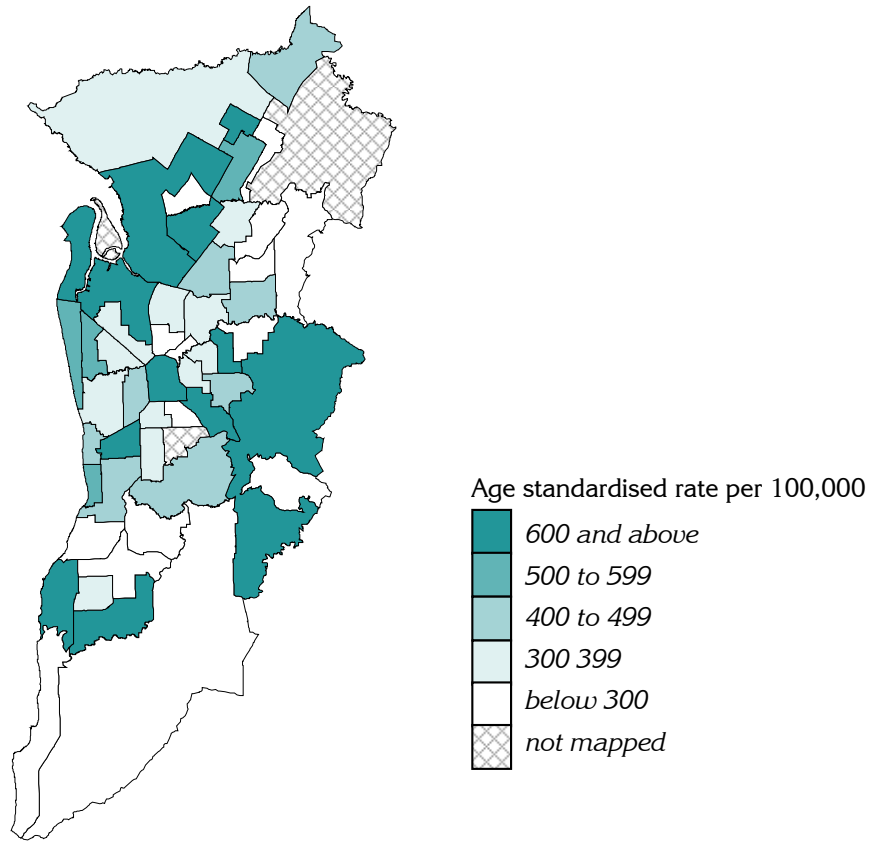 Age standardised rate per 100,000
600 and above
500 to 599
400 to 499
300 399
below 300
not mapped